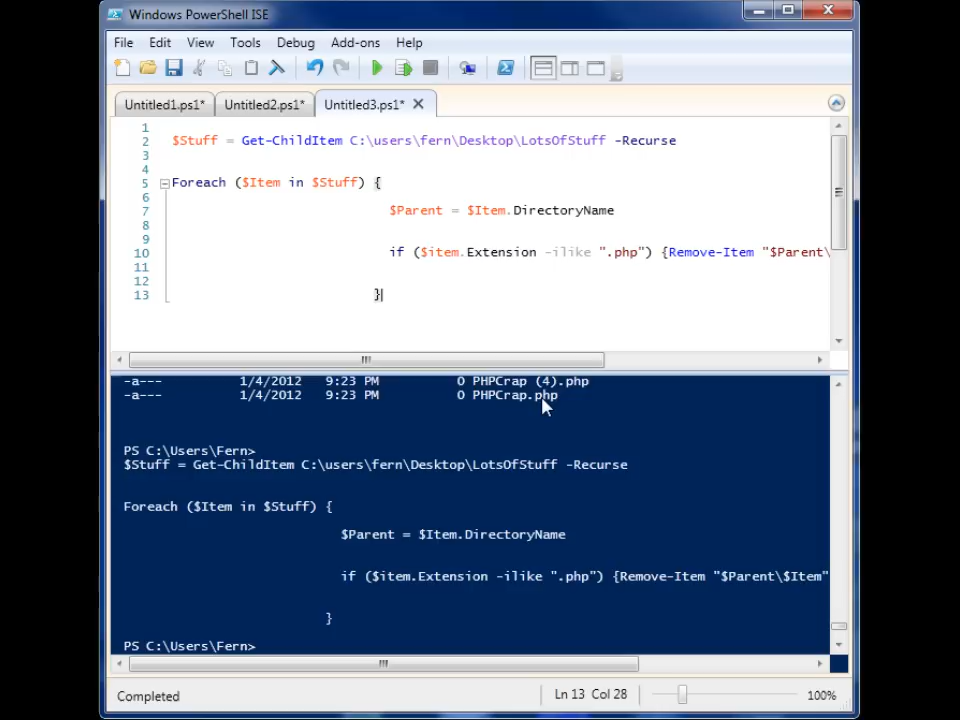 Windows PowerShell ISE
File Edit View Tools Debug Add-ons Help
Untitled1.ps1* Untitled2.ps1* Untitled3.ps1*
1
2 $Stuff = Get-ChildItem C:\users\fern\Desktop\LotsOfStuff -Recurse
3
4
5 Foreach ($Item in $Stuff) {
6
7 $Parent = $Item.DirectoryName
8
9
10 if ($item.Extension -ilike ".php") {Remove-Item "$Parent\
11
12
13 }
-a--- 1/4/2012 9:23 PM 0 PHPCrap (4).php
-a--- 1/4/2012 9:23 PM 0 PHPCrap.php
PS C:\Users\Fern>
$Stuff = Get-ChildItem C:\users\fern\Desktop\LotsOfStuff -Recurse
Foreach ($Item in $Stuff) {
$Parent = $Item.DirectoryName
if ($item.Extension -ilike ".php") {Remove-Item "$Parent\$Item"
}
PS C:\Users\Fern>
Completed Ln 13 Col 28 100%